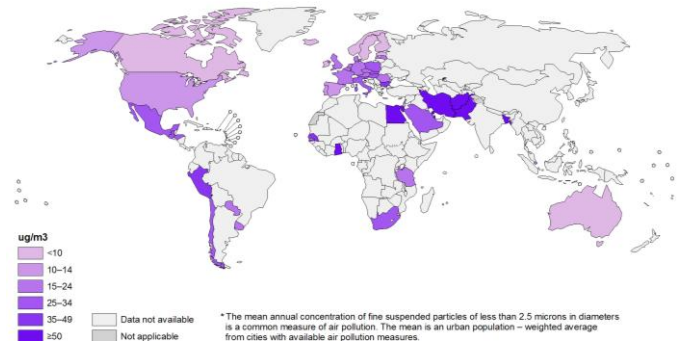 ug/m3
<10
10–14
15–24
25–34
35–49
≥50
Data not available
Not applicable
* The mean annual concentration of fine suspended particles of less than 2.5 microns in diameters
is a common measure of air pollution. The mean is an urban population – weighted average
from cities with available air pollution measures.